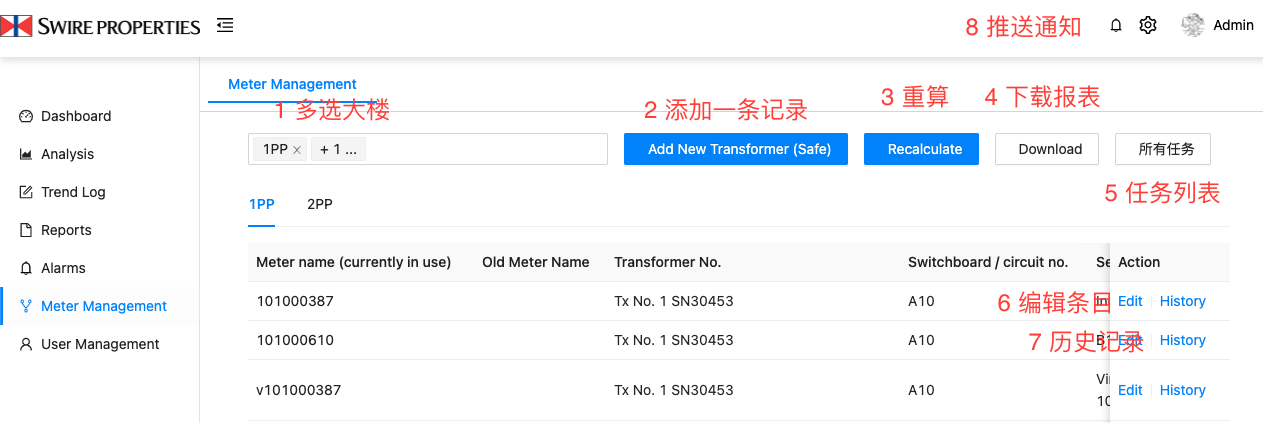 SWIRE PROPERTIES
8 推送通知
Admin
Meter Management
Dashboard
Analysis
Trend Log
Reports
Alarms
Meter Management
User Management
1 多选大楼
2 添加一条记录
3 重算
4 下载报表
1PP × + 1 ...
Add New Transformer (Safe)
Recalculate
Download
所有任务
5 任务列表
1PP 2PP
Meter name (currently in use) Old Meter Name Transformer No. Switchboard / circuit no. Se Action
101000387 Tx No. 1 SN30453 A10 Edit History
6 编辑条目
101000610 Tx No. 1 SN30453 A10 Edit History
7 历史记录
v101000387 Tx No. 1 SN30453 A10 Edit History